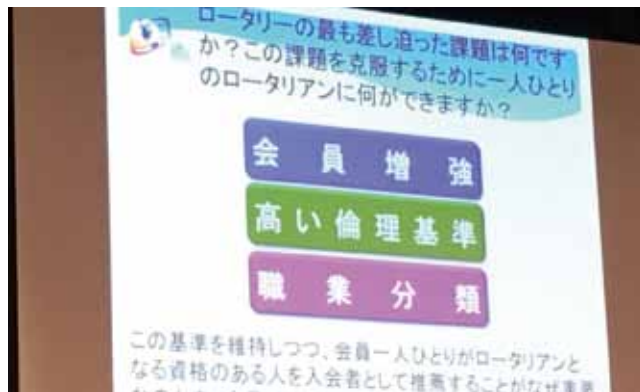 ロータリーの最も差し迫った課題は何です
か？この課題を克服するために一人ひとり
のロータリアンに何ができますか？
会員増強
高い倫理基準
職業分類
この基準を維持しつつ、会員一人ひとりがロータリアンと
なる資格のある人を入会者として推薦することがなぜ重要